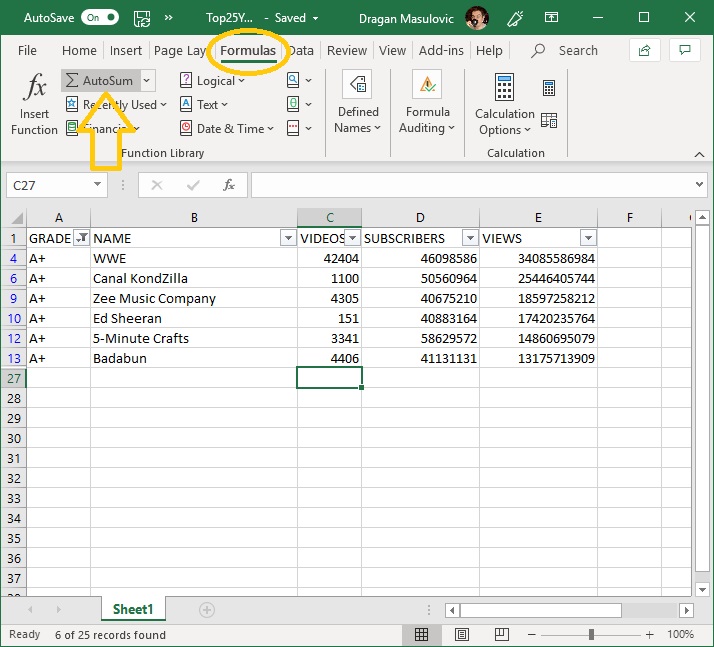 AutoSave On Top25Y... - Saved Dragan Masulovic
File Home Insert Page Lay Formulas Data Review View Add-ins Help Search
fx Insert Function
∑ AutoSum
Recently Used
Financial
Logical
Text
Date & Time
Defined Names
Formula Auditing
Calculation Options
Function Library
Calculation
C27 fx
A B C D E F
1 GRADE NAME VIDEOS SUBSCRIBERS VIEWS
4 A+ WWE 42404 46098586 34085586984
6 A+ Canal KondZilla 1100 50560964 25446405744
9 A+ Zee Music Company 4305 40675210 18597258212
10 A+ Ed Sheeran 151 40883164 17420235764
12 A+ 5-Minute Crafts 3341 58629572 14860695079
13 A+ Badabun 4406 41131131 13175713909
27
28
29
30
31
32
33
34
35
36
37
Sheet1
Ready 6 of 25 records found 100%